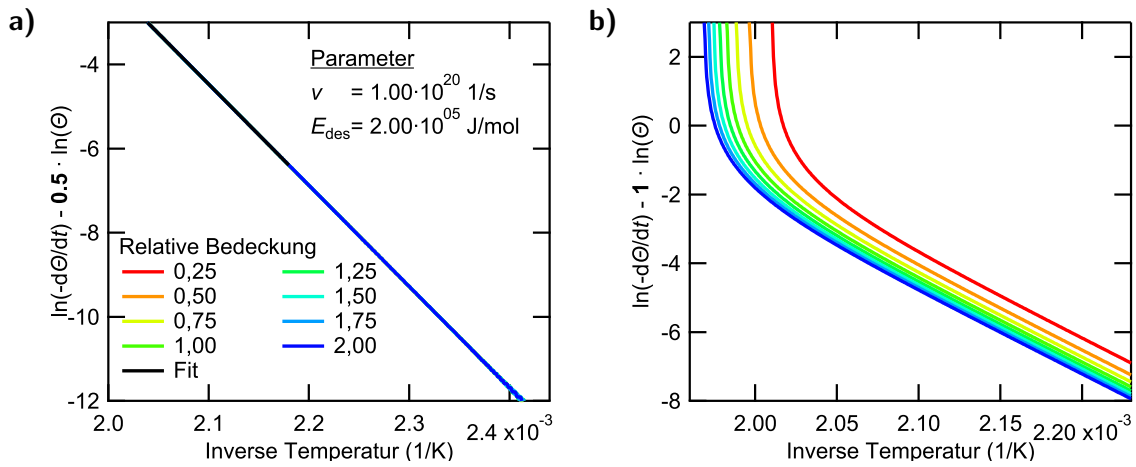 a)
ln(-dΘ/dt) - 0.5 · ln(Θ)
-4
-6
-8
-10
-12
Parameter
ν = 1.00·10^20 1/s
E_des = 2.00·10^05 J/mol
Relative Bedeckung
0,25
0,50
0,75
1,00
Fit
1,25
1,50
1,75
2,00
2.0 2.1 2.2 2.3 2.4 x10^-3
Inverse Temperatur (1/K)
b)
ln(-dΘ/dt) - 1 · ln(Θ)
2
0
-2
-4
-6
-8
2.00 2.05 2.10 2.15 2.20 x10^-3
Inverse Temperatur (1/K)